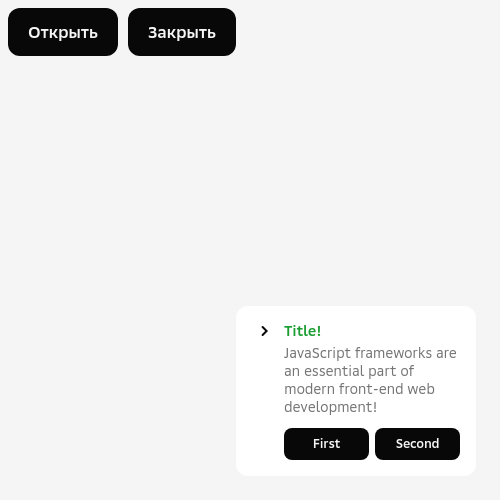 Открыть Закрыть
Title!
JavaScript frameworks are
an essential part of
modern front-end web
development!
First Second